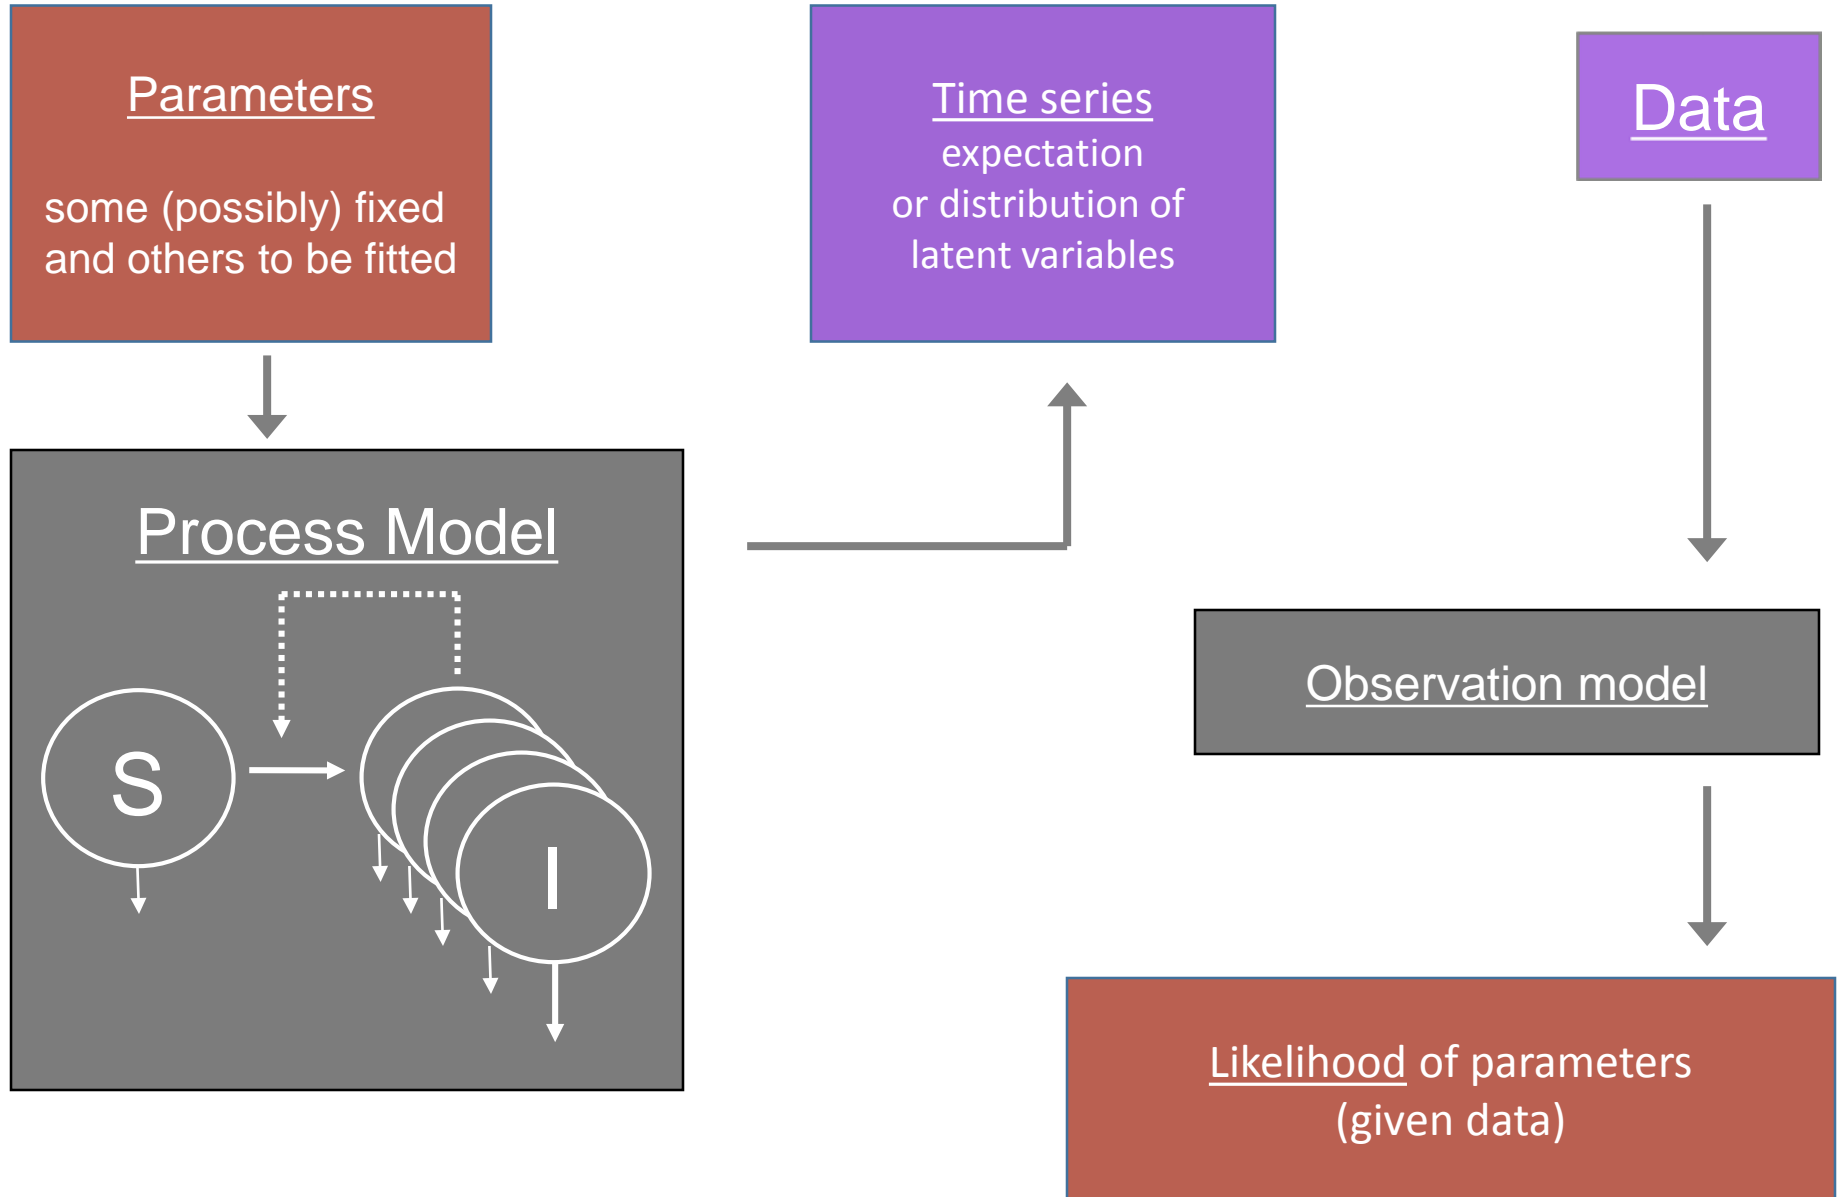 Parameters
some (possibly) fixed
and others to be fitted
Time series
expectation
or distribution of
latent variables
Data
Process Model
S
I
Observation model
Likelihood of parameters
(given data)